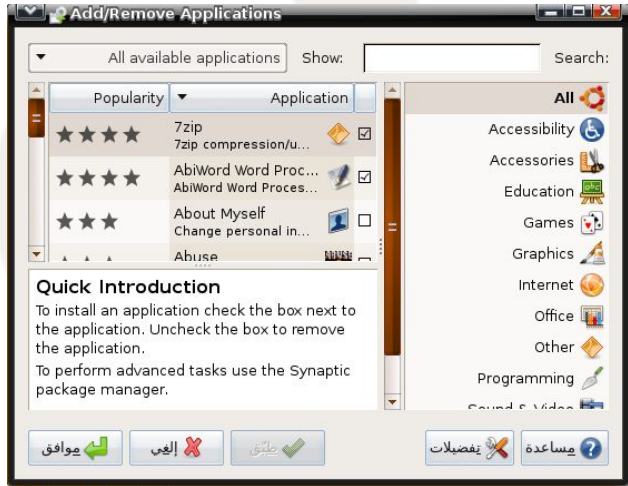 Add/Remove Applications
Search:
Show:
All available applications
Application
Popularity
7zip
7zip compression/u...
AbiWord Word Proc...
AbiWord Word Proces...
About Myself
Change personal in...
Abuse
All
Accessibility
Accessories
Education
Games
Graphics
Internet
Office
Other
Programming
Sound & Video
Quick Introduction
To install an application check the box next to
the application. Uncheck the box to remove
the application.
To perform advanced tasks use the Synaptic
package manager.
مساعدة
تفضيلات
طبّق
إلغي
موافق